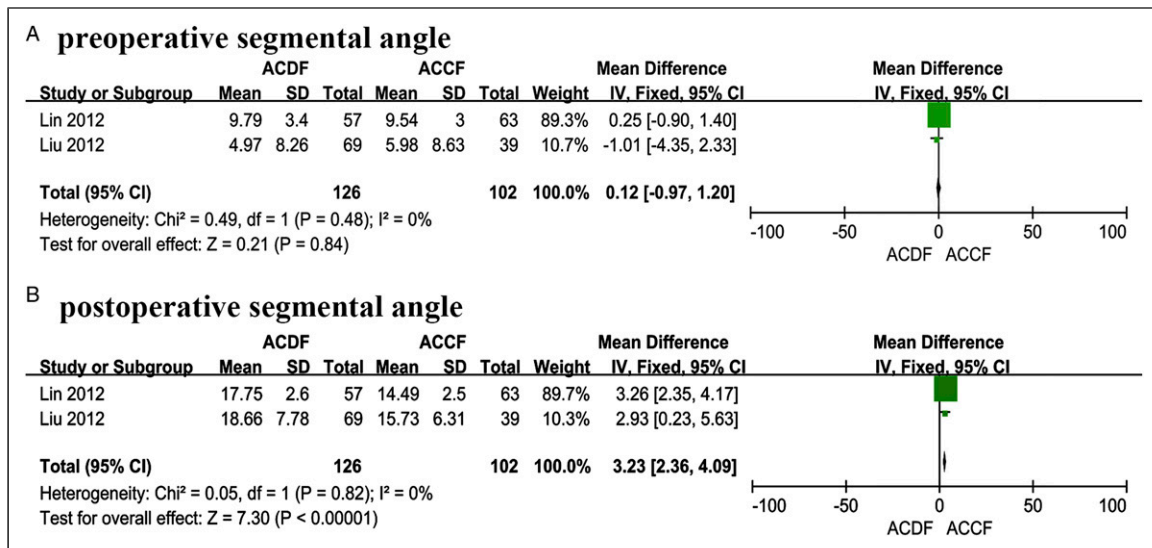 A preoperative segmental angle
ACDF ACCF Mean Difference Mean Difference
Study or Subgroup Mean SD Total Mean SD Total Weight IV, Fixed, 95% CI IV, Fixed, 95% CI
Lin 2012 9.79 3.4 57 9.54 3 63 89.3% 0.25 [-0.90, 1.40]
Liu 2012 4.97 8.26 69 5.98 8.63 39 10.7% -1.01 [-4.35, 2.33]
Total (95% CI) 126 102 100.0% 0.12 [-0.97, 1.20]
Heterogeneity: Chi² = 0.49, df = 1 (P = 0.48); I² = 0%
Test for overall effect: Z = 0.21 (P = 0.84)
-100 -50 0 50 100
ACDF ACCF
B postoperative segmental angle
ACDF ACCF Mean Difference Mean Difference
Study or Subgroup Mean SD Total Mean SD Total Weight IV, Fixed, 95% CI IV, Fixed, 95% CI
Lin 2012 17.75 2.6 57 14.49 2.5 63 89.7% 3.26 [2.35, 4.17]
Liu 2012 18.66 7.78 69 15.73 6.31 39 10.3% 2.93 [0.23, 5.63]
Total (95% CI) 126 102 100.0% 3.23 [2.36, 4.09]
Heterogeneity: Chi² = 0.05, df = 1 (P = 0.82); I² = 0%
Test for overall effect: Z = 7.30 (P < 0.00001)
-100 -50 0 50 100
ACDF ACCF